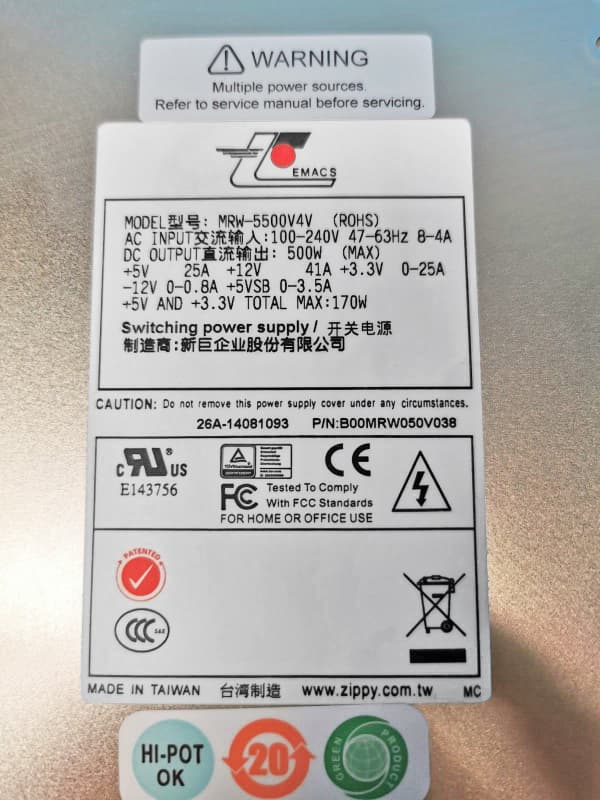 WARNING
Multiple power sources.
Refer to service manual before servicing.
EMACS
MODEL型号: MRW-5500V4V (ROHS)
AC INPUT交流输入:100-240V 47-63Hz 8-4A
DC OUTPUT直流输出: 500W (MAX)
+5V 25A +12V 41A +3.3V 0-25A
-12V 0-0.8A +5VSB 0-3.5A
+5V AND +3.3V TOTAL MAX:170W
Switching power supply / 开关电源
制造商:新巨企业股份有限公司
CAUTION: Do not remove this power supply cover under any circumstances.
26A-14081093 P/N:B00MRW050V038
c RU US
E143756
CE
FC Tested To Comply
With FCC Standards
FOR HOME OR OFFICE USE
PATENTED
CCC S&E
MADE IN TAIWAN 台湾制造 www.zippy.com.tw MC
HI-POT
OK
20
GREEN PRODUCT